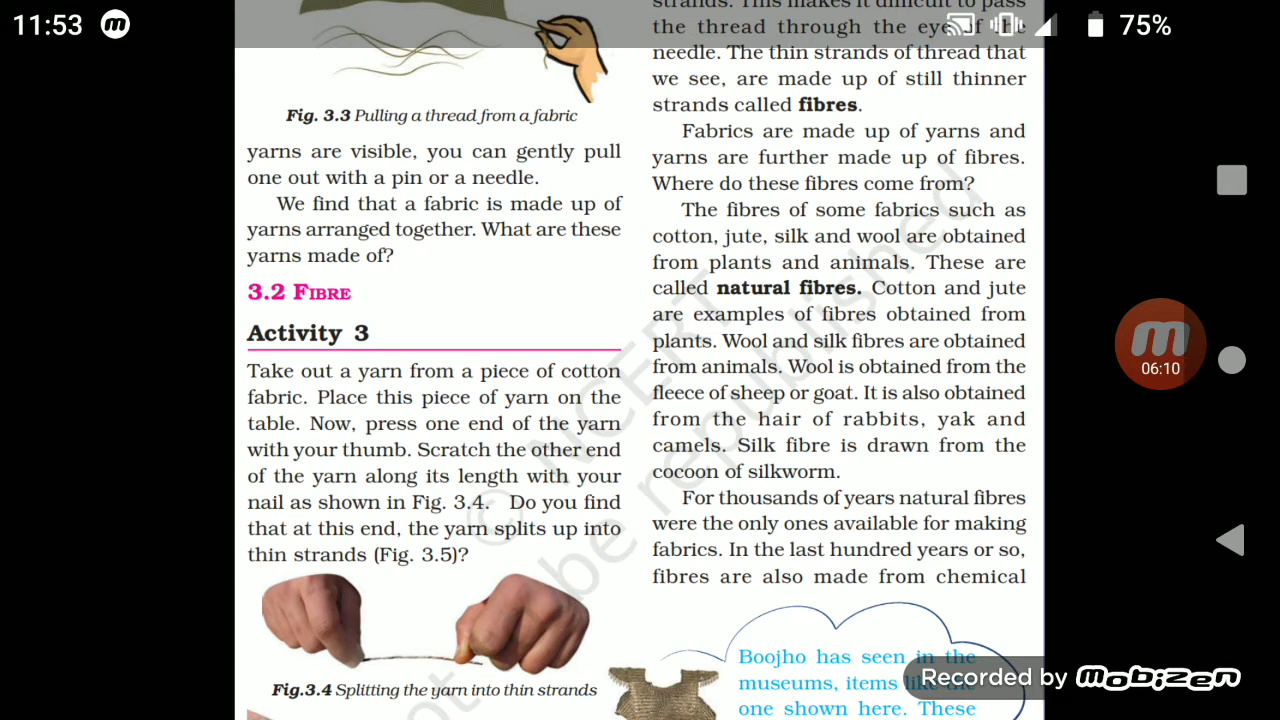 11:53
75%
Fig. 3.3 Pulling a thread from a fabric
yarns are visible, you can gently pull
one out with a pin or a needle.
We find that a fabric is made up of
yarns arranged together. What are these
yarns made of?
3.2 FIBRE
Activity 3
Take out a yarn from a piece of cotton
fabric. Place this piece of yarn on the
table. Now, press one end of the yarn
with your thumb. Scratch the other end
of the yarn along its length with your
nail as shown in Fig. 3.4. Do you find
that at this end, the yarn splits up into
thin strands (Fig. 3.5)?
Fig.3.4 Splitting the yarn into thin strands
strands. This makes it difficult to pass
the thread through the eye of the
needle. The thin strands of thread that
we see, are made up of still thinner
strands called fibres.
Fabrics are made up of yarns and
yarns are further made up of fibres.
Where do these fibres come from?
The fibres of some fabrics such as
cotton, jute, silk and wool are obtained
from plants and animals. These are
called natural fibres. Cotton and jute
are examples of fibres obtained from
plants. Wool and silk fibres are obtained
from animals. Wool is obtained from the
fleece of sheep or goat. It is also obtained
from the hair of rabbits, yak and
camels. Silk fibre is drawn from the
cocoon of silkworm.
For thousands of years natural fibres
were the only ones available for making
fabrics. In the last hundred years or so,
fibres are also made from chemical
Boojho has seen in the
museums, items like the
one shown here. These
© NCERT
be republished
06:10
Recorded by mobizen